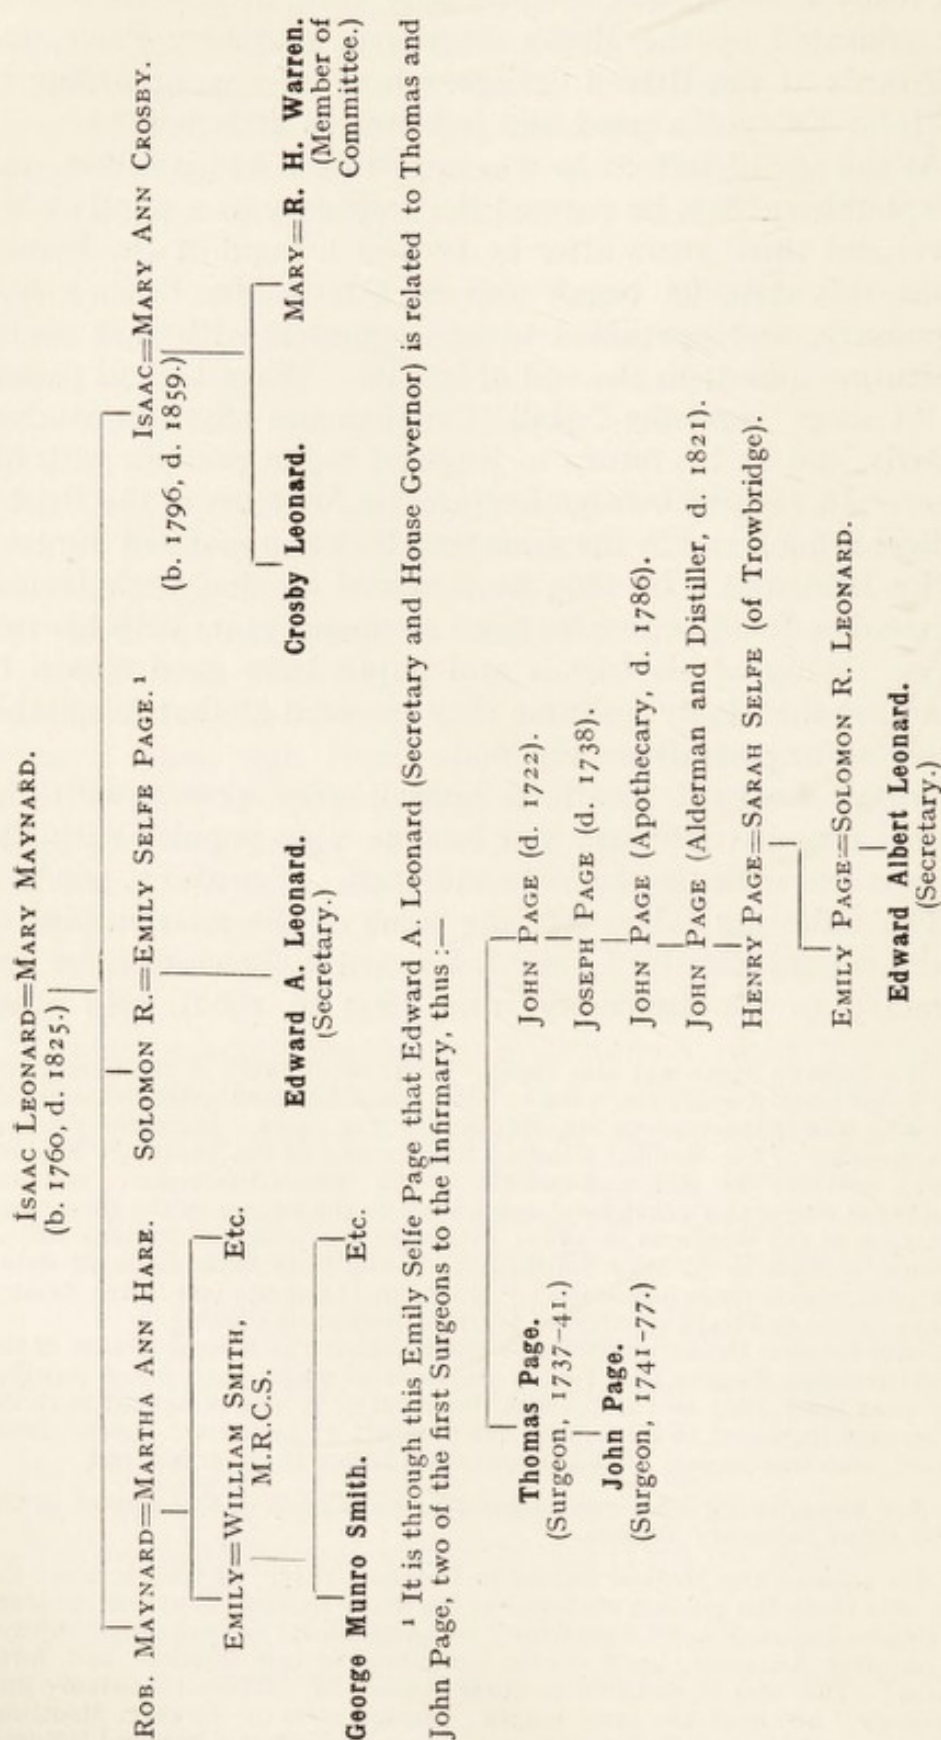 ISAAC LEONARD=MARY MAYNARD.
(b. 1760, d. 1825.)
ROB. MAYNARD=MARTHA ANN HARE. SOLOMON R.=EMILY SELFE PAGE.¹ ISAAC=MARY ANN CROSBY.
(b. 1796, d. 1859.)
EMILY=WILLIAM SMITH, Etc.
M.R.C.S.
Edward A. Leonard. Crosby Leonard. MARY=R. H. Warren.
(Secretary.) (Member of
Committee.)
George Munro Smith. Etc.
¹ It is through this Emily Selfe Page that Edward A. Leonard (Secretary and House Governor) is related to Thomas and
John Page, two of the first Surgeons to the Infirmary, thus :—
Thomas Page. JOHN PAGE (d. 1722).
(Surgeon, 1737-41.) JOSEPH PAGE (d. 1738).
John Page. JOHN PAGE (Apothecary, d. 1786).
(Surgeon, 1741-77.)
JOHN PAGE (Alderman and Distiller, d. 1821).
HENRY PAGE=SARAH SELFE (of Trowbridge).
EMILY PAGE=SOLOMON R. LEONARD.
Edward Albert Leonard.
(Secretary.)